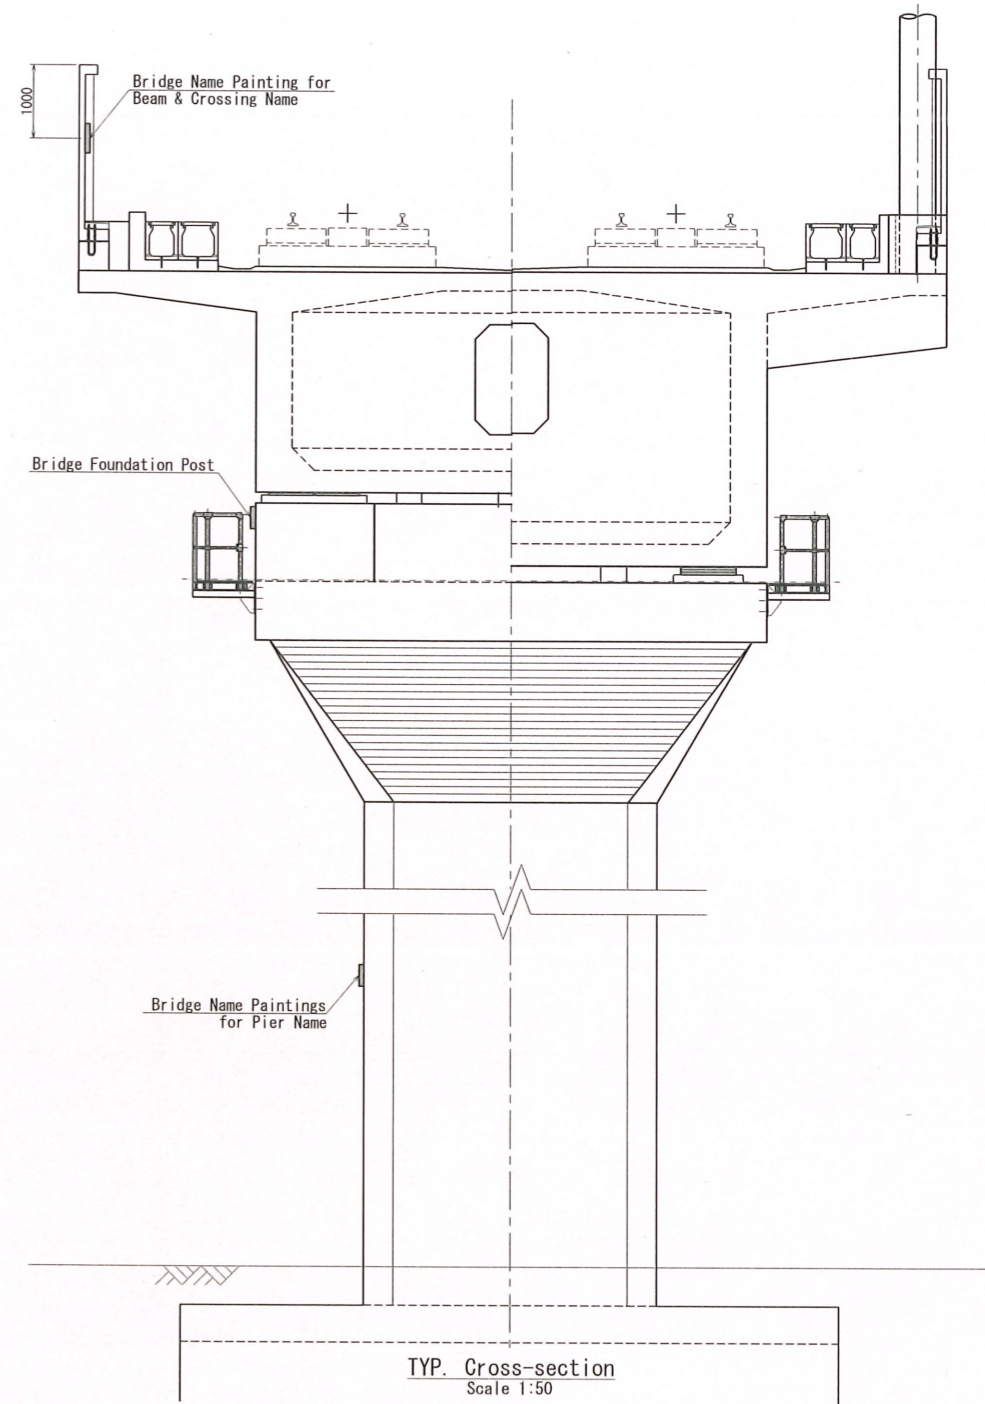 Bridge Name Painting for
Beam & Crossing Name
1000
Bridge Foundation Post
Bridge Name Paintings
for Pier Name
TYP. Cross-section
Scale 1:50